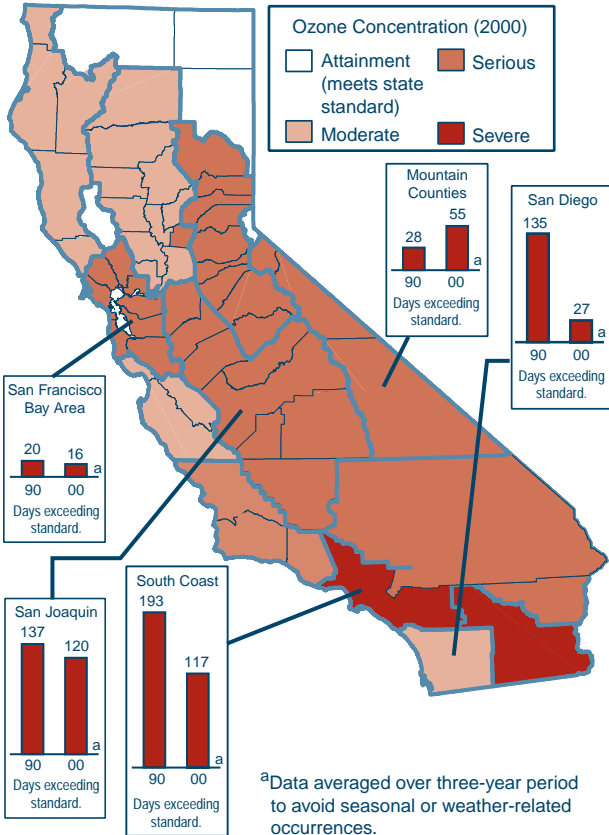 Ozone Concentration (2000)
Attainment
(meets state
standard)
Serious
Moderate
Severe
Mountain
Counties
28
55
a
90
00
Days exceeding
standard.
San Diego
135
27
a
90
00
Days exceeding
standard.
San Francisco
Bay Area
20
16
a
90
00
Days exceeding
standard.
San Joaquin
137
120
a
90
00
Days exceeding
standard.
South Coast
193
117
a
90
00
Days exceeding
standard.
aData averaged over three-year period
to avoid seasonal or weather-related
occurrences.